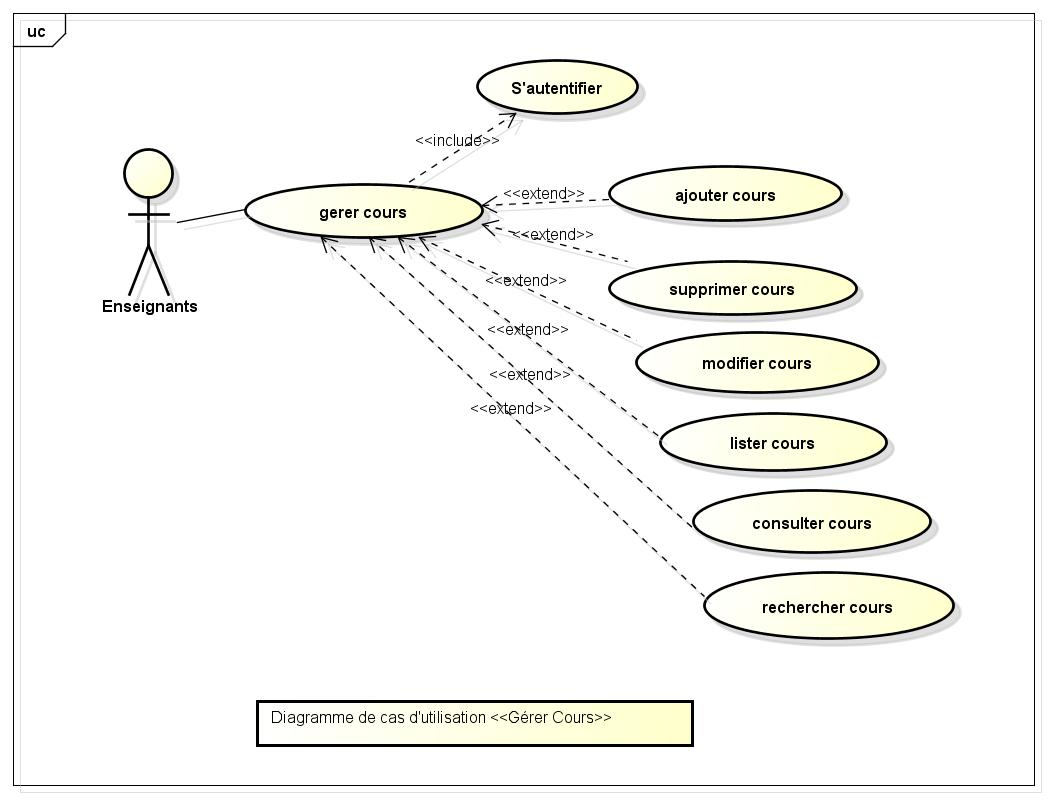 uc
S'autentifier
<<include>>
gerer cours
<<extend>>
ajouter cours
<<extend>>
supprimer cours
<<extend>>
Enseignants
<<extend>>
modifier cours
<<extend>>
<<extend>>
lister cours
consulter cours
rechercher cours
Diagramme de cas d'utilisation <<Gérer Cours>>